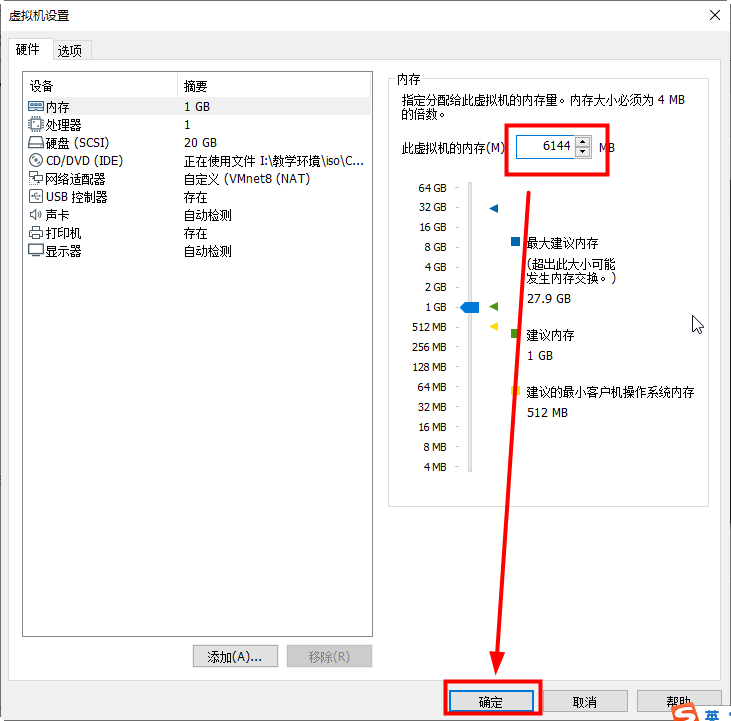 虚拟机设置
硬件 选项
设备 摘要
内存 1 GB
处理器 1
硬盘 (SCSI) 20 GB
CD/DVD (IDE) 正在使用文件 I:\教学环境\iso\C...
网络适配器 自定义 (VMnet8 (NAT)
USB 控制器 存在
声卡 自动检测
打印机 存在
显示器 自动检测
添加(A)... 移除(R)
内存
指定分配给此虚拟机的内存量。内存大小必须为 4 MB
的倍数。
此虚拟机的内存(M) 6144 MB
64 GB
32 GB
16 GB
8 GB
4 GB
2 GB
1 GB
512 MB
256 MB
128 MB
64 MB
32 MB
16 MB
8 MB
4 MB
最大建议内存
(超出此大小可能
发生内存交换。)
27.9 GB
建议内存
1 GB
建议的最小客户机操作系统内存
512 MB
确定 取消 帮助
英